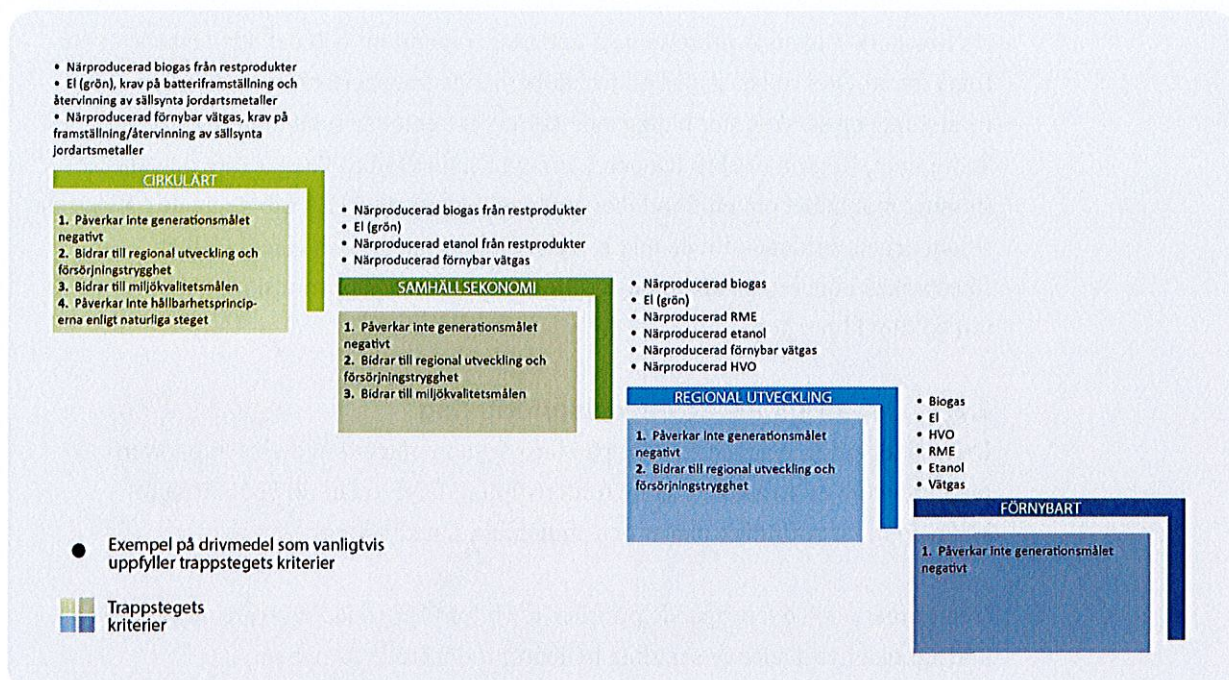 • Närproducerad biogas från restprodukter
• El (grön), krav på batteriframställning och
återvinning av sällsynta jordartsmetaller
• Närproducerad förnybar vätgas, krav på
framställning/återvinning av sällsynta
jordartsmetaller
CIRKULÄRT
1. Påverkar inte generationsmålet
negativt
2. Bidrar till regional utveckling och
försörjningstrygghet
3. Bidrar till miljökvalitetsmålen
4. Påverkar inte hållbarhetsprincip-
erna enligt naturliga steget
• Närproducerad biogas från restprodukter
• El (grön)
• Närproducerad etanol från restprodukter
• Närproducerad förnybar vätgas
SAMHÄLLSEKONOMI
1. Påverkar inte generationsmålet
negativt
2. Bidrar till regional utveckling och
försörjningstrygghet
3. Bidrar till miljökvalitetsmålen
• Närproducerad biogas
• El (grön)
• Närproducerad RME
• Närproducerad etanol
• Närproducerad förnybar vätgas
• Närproducerad HVO
REGIONAL UTVECKLING
1. Påverkar inte generationsmålet
negativt
2. Bidrar till regional utveckling och
försörjningstrygghet
• Biogas
• El
• HVO
• RME
• Etanol
• Vätgas
FÖRNYBART
1. Påverkar inte generationsmålet
negativt
● Exempel på drivmedel som vanligtvis
uppfyller trappstegets kriterier
Trappstegets
kriterier